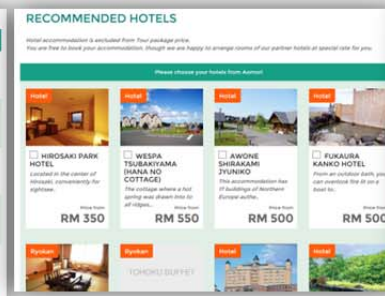 RECOMMENDED HOTELS
Hotel accommodation is excluded from Tour package price.
You are free to book your accommodation, though we are happy to arrange rooms of our partner hotels at special rate for you.
Please choose your hotels from Aomori
Hotel
Hotel
Hotel
Hotel
HIROSAKI PARK HOTEL
Located in the center of Hirosaki, conveniently for sightsee.
Price from
RM 350
WESPA TSUBAKIYAMA (HANA NO COTTAGE)
The cottage where a hot spring was drawn into to all ridges,..
Price from
RM 550
AWONE SHIRAKAMI JYUNIKO
This accommodation has 17 buildings of Northern Europe authe..
Price from
RM 500
FUKAURA KANKO HOTEL
From an outdoor bath, you can overlook fire lit on a boat to..
Price from
RM 500
Ryokan
Ryokan
Hotel
Hotel
TOHOKU BUFFET